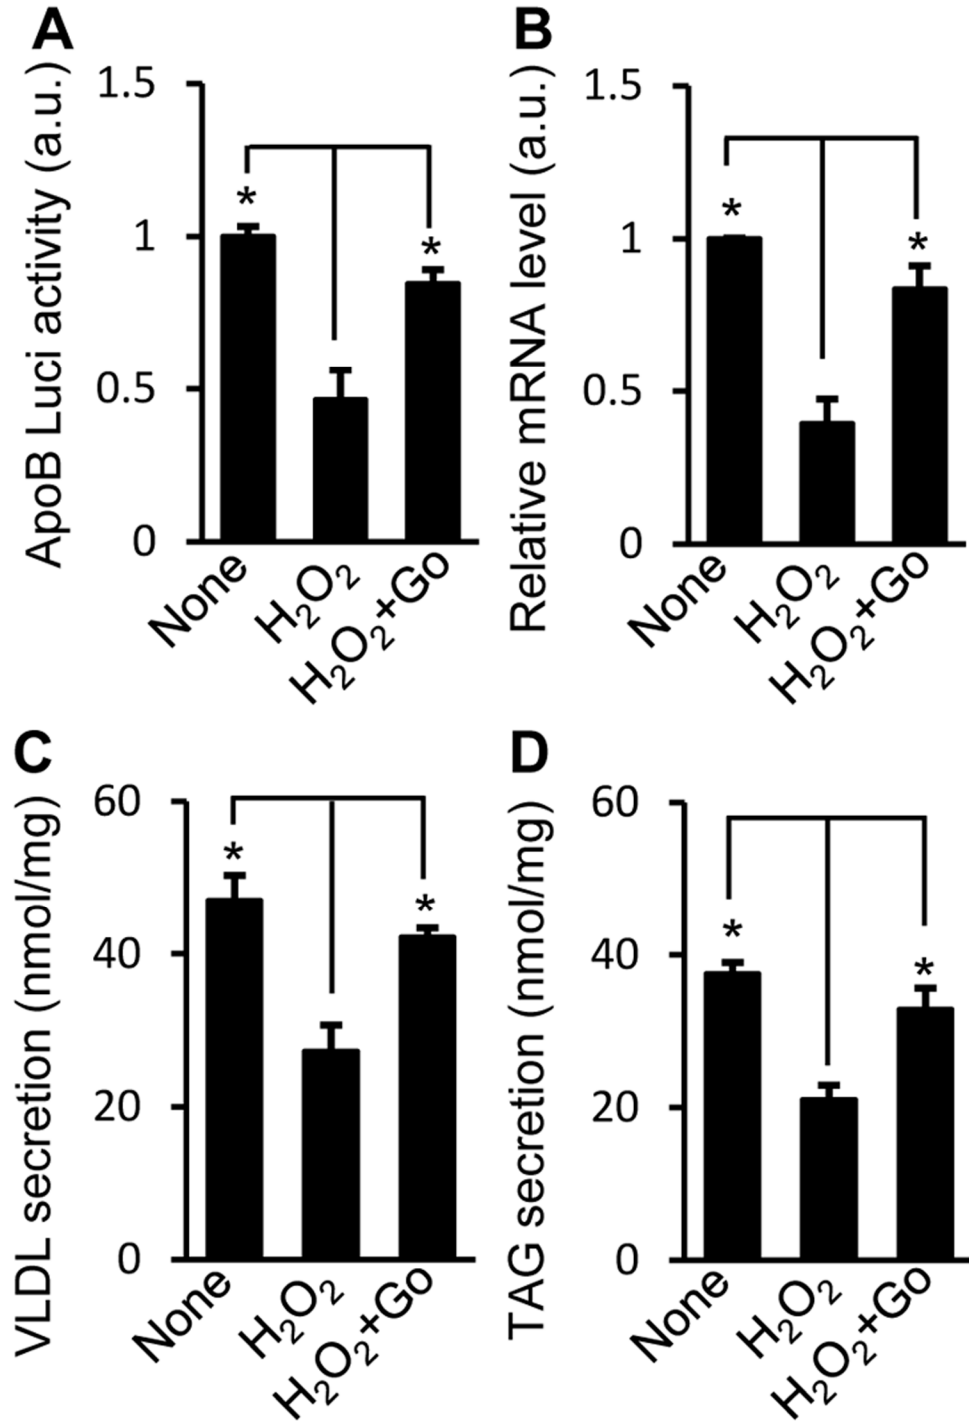 A
ApoB Luci activity (a.u.)
1.5
1
0.5
0
*
*
None
H₂O₂
H₂O₂+Go
B
Relative mRNA level (a.u.)
1.5
1
0.5
0
*
*
None
H₂O₂
H₂O₂+Go
C
VLDL secretion (nmol/mg)
60
40
20
0
*
*
None
H₂O₂
H₂O₂+Go
D
TAG secretion (nmol/mg)
60
40
20
0
*
*
None
H₂O₂
H₂O₂+Go